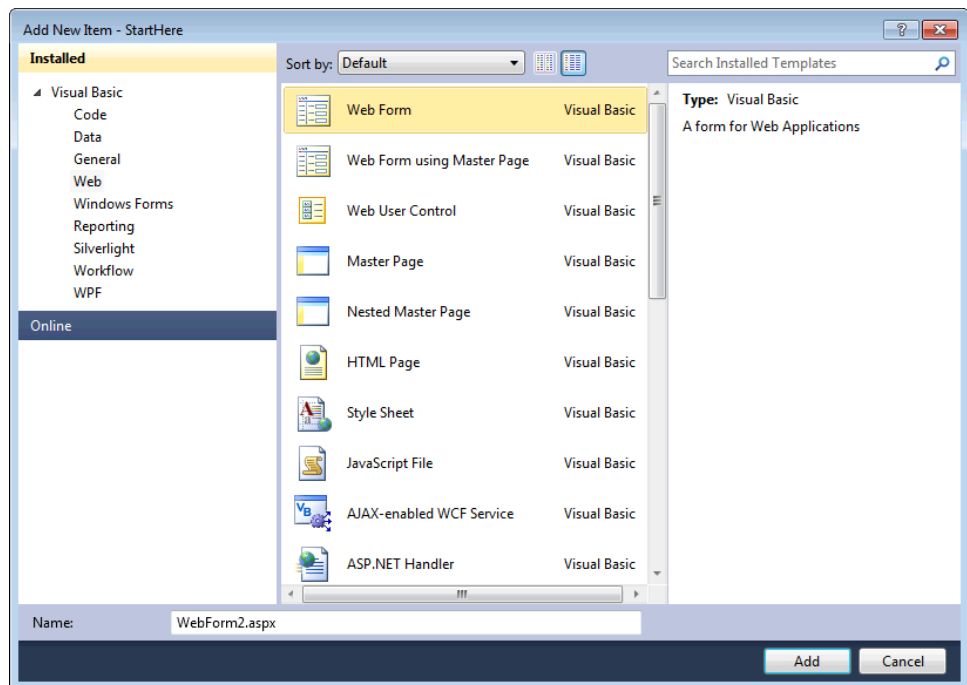 Add New Item - StartHere
Installed
Visual Basic
Code
Data
General
Web
Windows Forms
Reporting
Silverlight
Workflow
WPF
Online
Sort by: Default
Web Form Visual Basic
Web Form using Master Page Visual Basic
Web User Control Visual Basic
Master Page Visual Basic
Nested Master Page Visual Basic
HTML Page Visual Basic
Style Sheet Visual Basic
JavaScript File Visual Basic
AJAX-enabled WCF Service Visual Basic
ASP.NET Handler Visual Basic
Search Installed Templates
Type: Visual Basic
A form for Web Applications
Name: WebForm2.aspx
Add Cancel